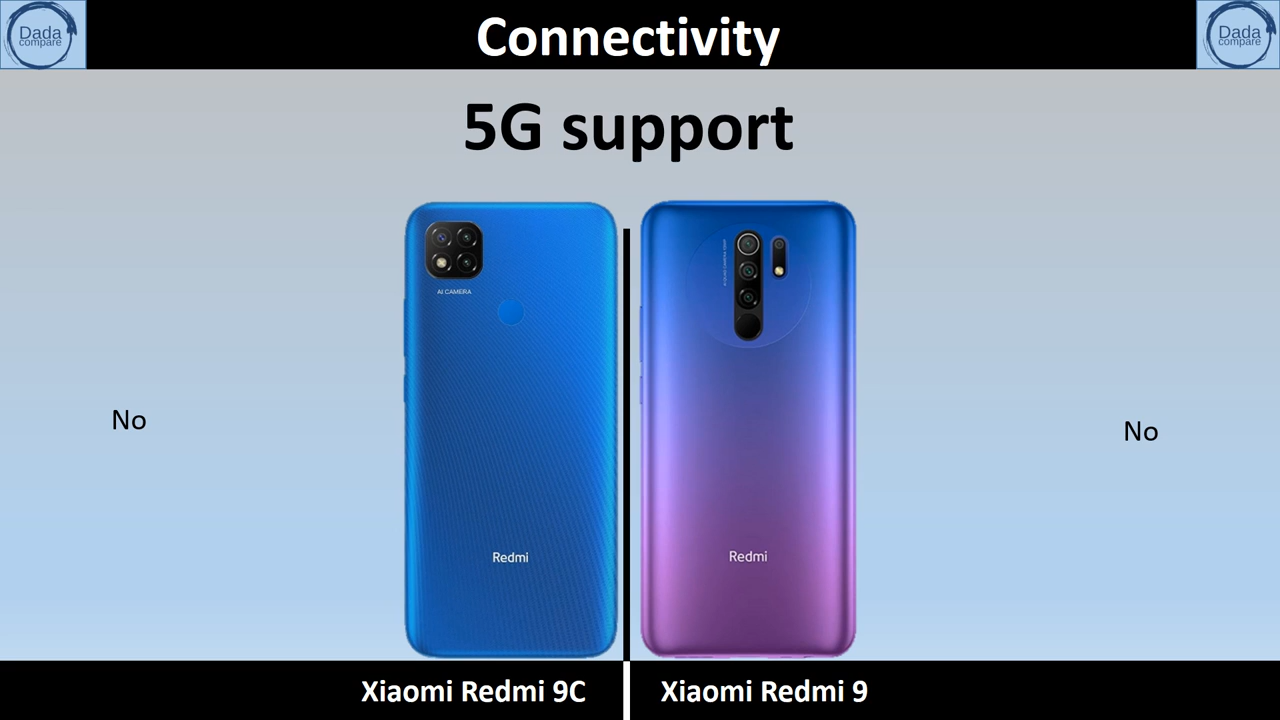 Dada
compare
Connectivity
Dada
compare
5G support
AI CAMERA
No
No
Redmi
Redmi
Xiaomi Redmi 9C
Xiaomi Redmi 9